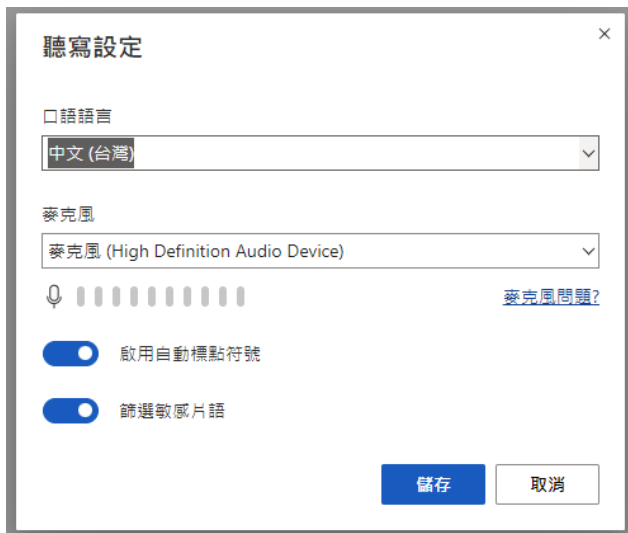 聽寫設定
口語語言
中文 (台灣)
麥克風
麥克風 (High Definition Audio Device)
麥克風問題?
啟用自動標點符號
篩選敏感片語
儲存
取消